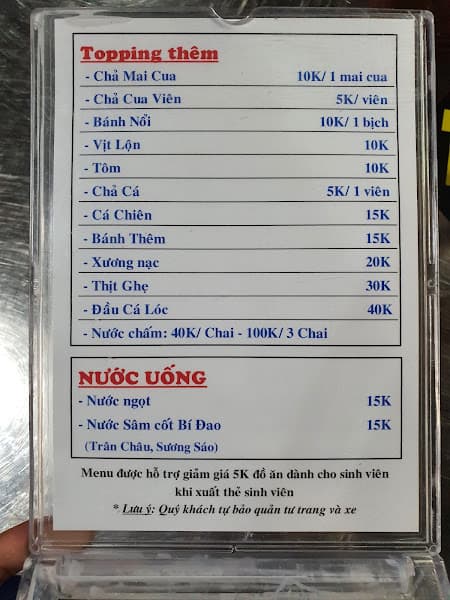 Topping thêm
- Chả Mai Cua 10K/ 1 mai cua
- Chả Cua Viên 5K/ viên
- Bánh Nổi 10K/ 1 bịch
- Vịt Lộn 10K
- Tôm 10K
- Chả Cá 5K/ 1 viên
- Cá Chiên 15K
- Bánh Thêm 15K
- Xương nạc 20K
- Thịt Ghẹ 30K
- Đầu Cá Lóc 40K
- Nước chấm: 40K/ Chai - 100K/ 3 Chai
NƯỚC UỐNG
- Nước ngọt 15K
- Nước Sâm cốt Bí Đao 15K
(Trân Châu, Sương Sáo)
Menu được hỗ trợ giảm giá 5K đồ ăn dành cho sinh viên
khi xuất thẻ sinh viên
* Lưu ý: Quý khách tự bảo quản tư trang và xe